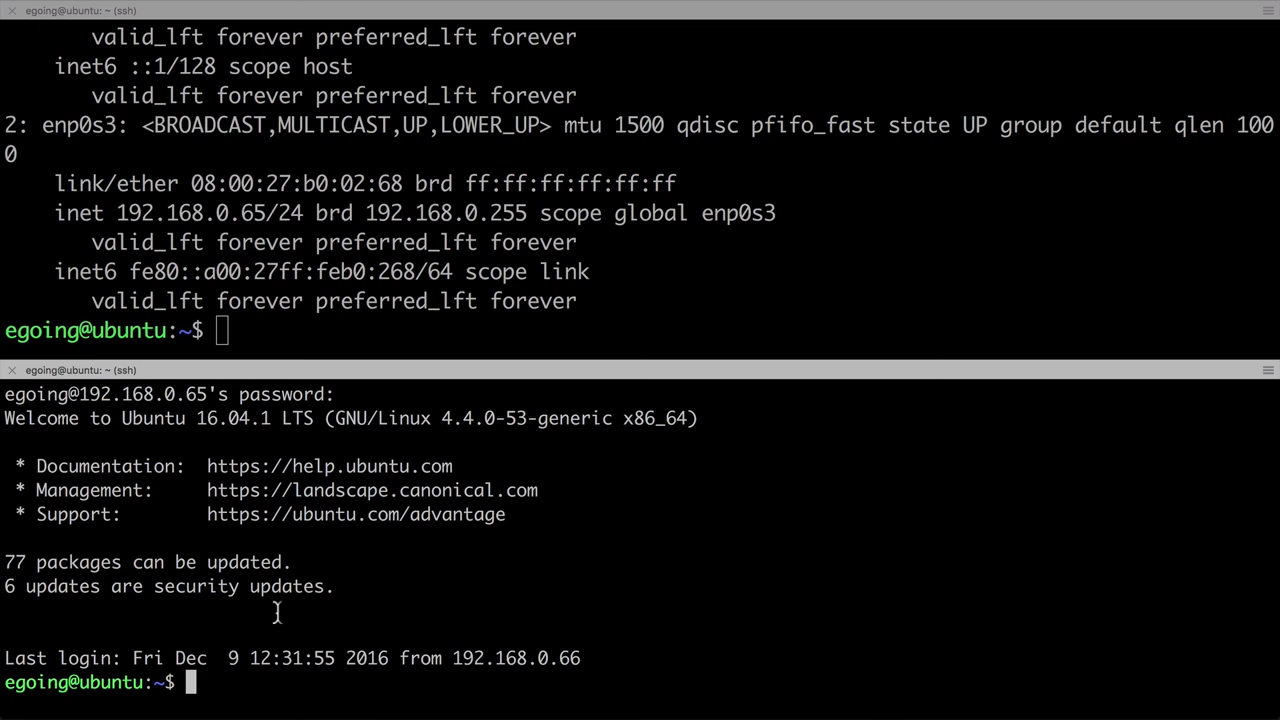 egoing@ubuntu: ~ (ssh)
valid_lft forever preferred_lft forever
inet6 ::1/128 scope host
valid_lft forever preferred_lft forever
2: enp0s3: <BROADCAST,MULTICAST,UP,LOWER_UP> mtu 1500 qdisc pfifo_fast state UP group default qlen 100
0
link/ether 08:00:27:b0:02:68 brd ff:ff:ff:ff:ff:ff
inet 192.168.0.65/24 brd 192.168.0.255 scope global enp0s3
valid_lft forever preferred_lft forever
inet6 fe80::a00:27ff:feb0:268/64 scope link
valid_lft forever preferred_lft forever
egoing@ubuntu:~$
egoing@ubuntu: ~ (ssh)
egoing@192.168.0.65's password:
Welcome to Ubuntu 16.04.1 LTS (GNU/Linux 4.4.0-53-generic x86_64)
* Documentation:  https://help.ubuntu.com
* Management:     https://landscape.canonical.com
* Support:        https://ubuntu.com/advantage
77 packages can be updated.
6 updates are security updates.
Last login: Fri Dec  9 12:31:55 2016 from 192.168.0.66
egoing@ubuntu:~$